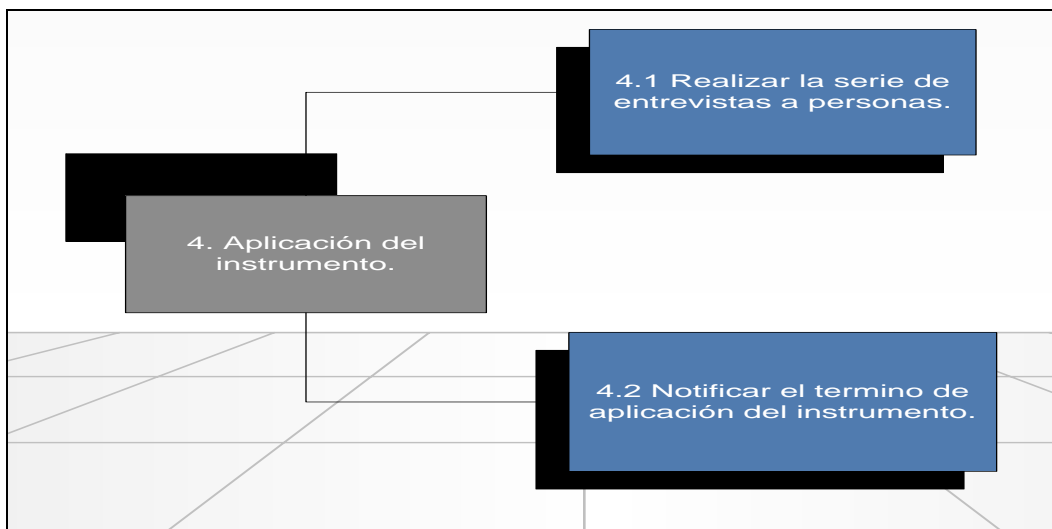 4.1 Realizar la serie de
entrevistas a personas.
4. Aplicación del
instrumento.
4.2 Notificar el termino de
aplicación del instrumento.